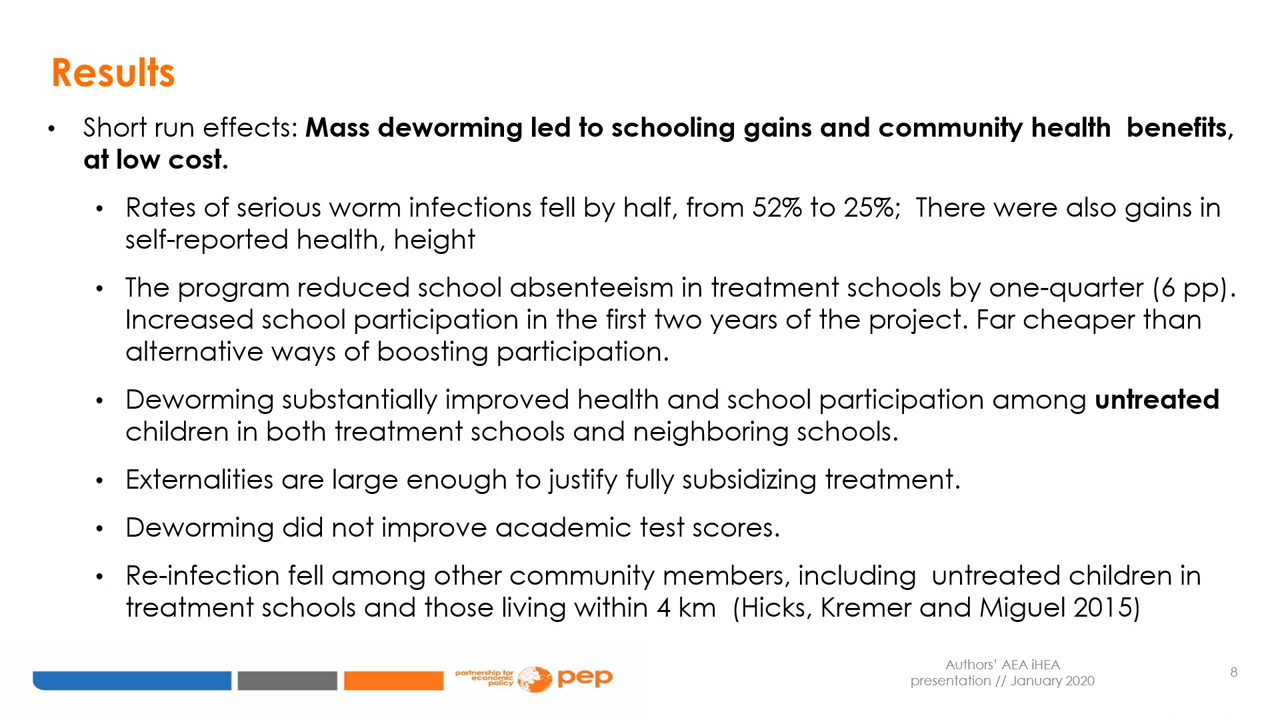 Results
• Short run effects: Mass deworming led to schooling gains and community health  benefits,
at low cost.
• Rates of serious worm infections fell by half, from 52% to 25%;  There were also gains in
self-reported health, height
• The program reduced school absenteeism in treatment schools by one-quarter (6 pp).
Increased school participation in the first two years of the project. Far cheaper than
alternative ways of boosting participation.
• Deworming substantially improved health and school participation among untreated
children in both treatment schools and neighboring schools.
• Externalities are large enough to justify fully subsidizing treatment.
• Deworming did not improve academic test scores.
• Re-infection fell among other community members, including  untreated children in
treatment schools and those living within 4 km  (Hicks, Kremer and Miguel 2015)
partnership for
economic
policy
pep
Authors' AEA iHEA
presentation // January 2020
8